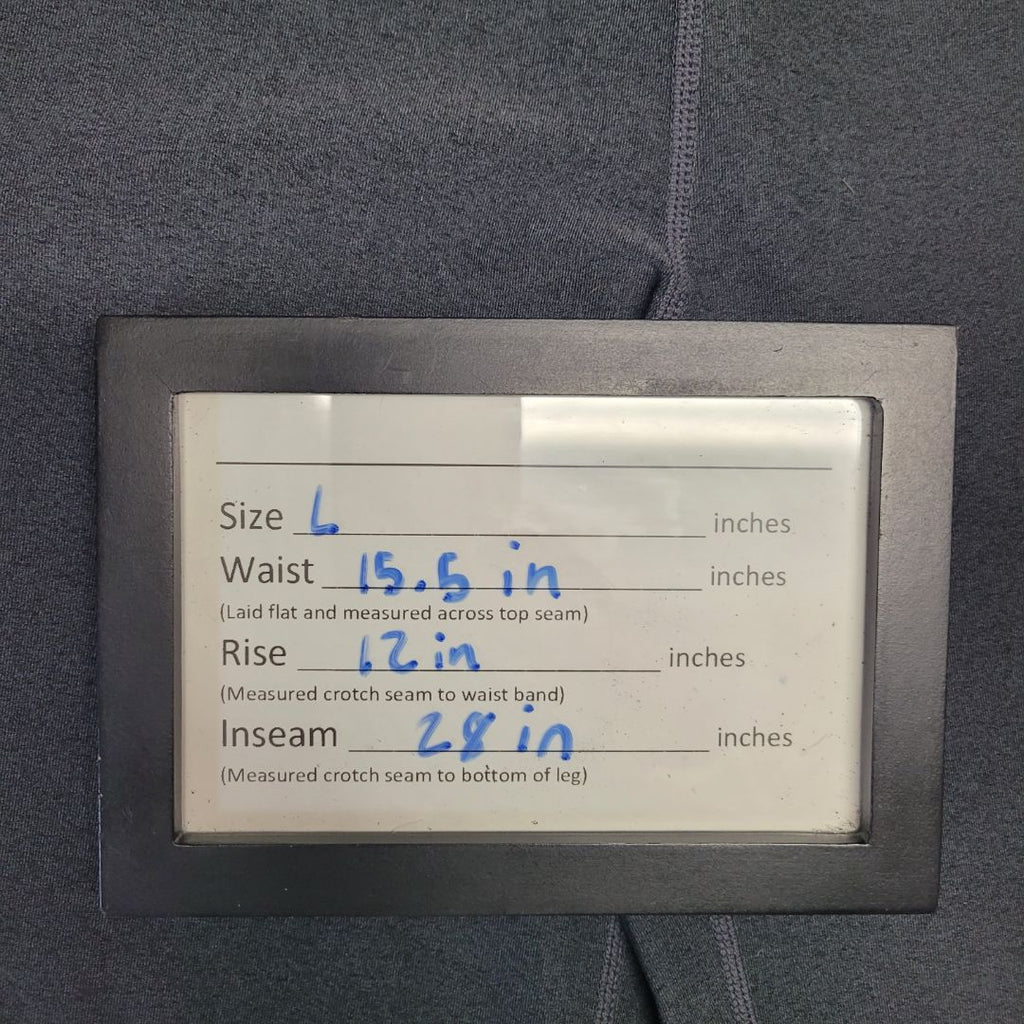 Size L inches
Waist 15.5 in inches
(Laid flat and measured across top seam)
Rise 12 in inches
(Measured crotch seam to waist band)
Inseam 28 in inches
(Measured crotch seam to bottom of leg)